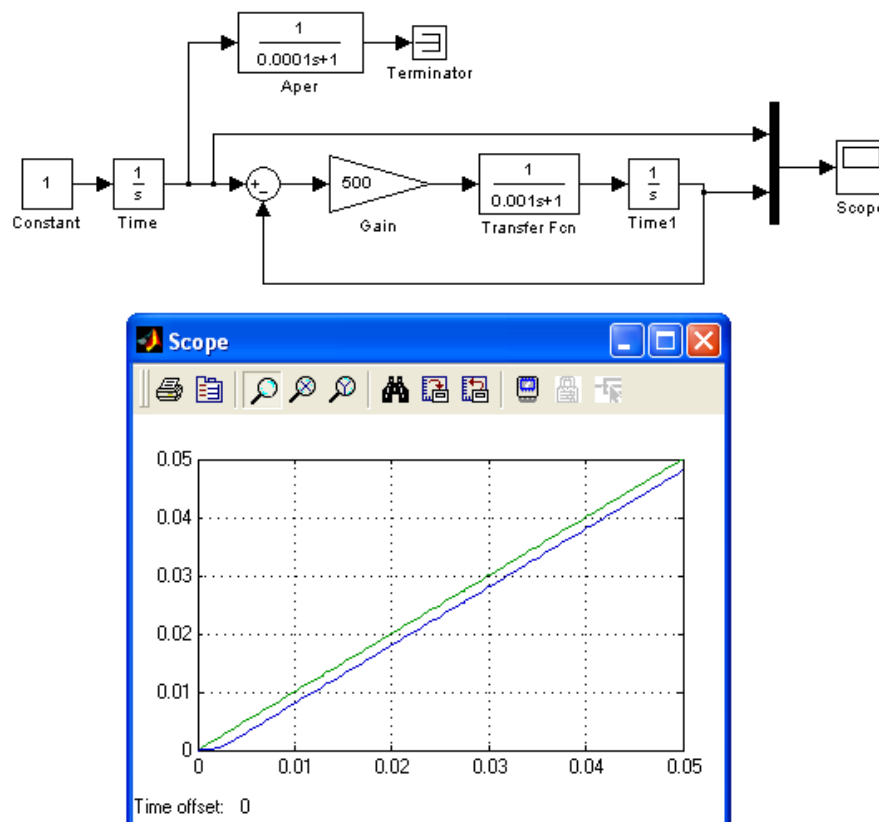 1
0.0001s+1
Aper
Terminator
1
Constant
1
s
Time
+
−
500
Gain
1
0.001s+1
Transfer Fcn
1
s
Time1
Scope
Scope
0.05
0.04
0.03
0.02
0.01
0
0 0.01 0.02 0.03 0.04 0.05
Time offset: 0